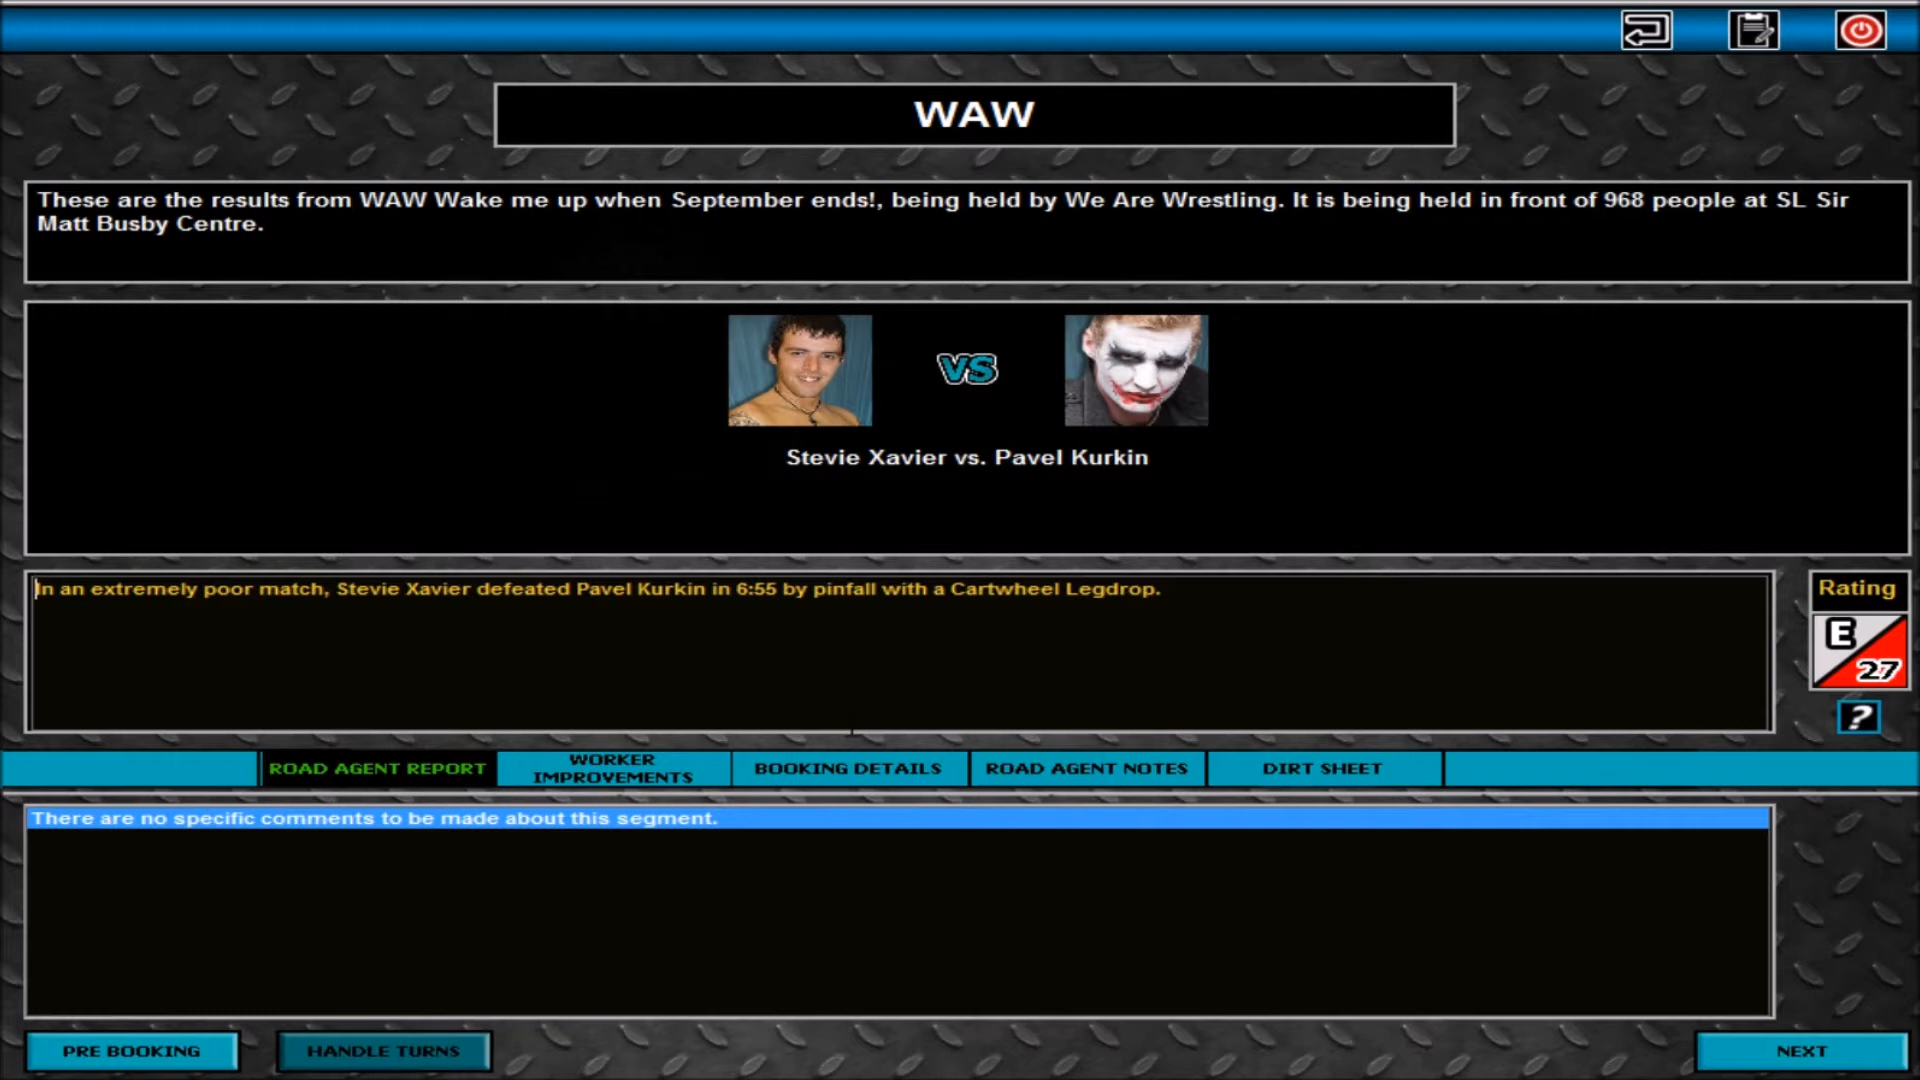 WAW
These are the results from WAW Wake me up when September ends!, being held by We Are Wrestling. It is being held in front of 968 people at SL Sir
Matt Busby Centre.
VS
Stevie Xavier vs. Pavel Kurkin
In an extremely poor match, Stevie Xavier defeated Pavel Kurkin in 6:55 by pinfall with a Cartwheel Legdrop.
Rating
E
27
?
ROAD AGENT REPORT
WORKER
IMPROVEMENTS
BOOKING DETAILS
ROAD AGENT NOTES
DIRT SHEET
There are no specific comments to be made about this segment.
PRE BOOKING
HANDLE TURNS
NEXT